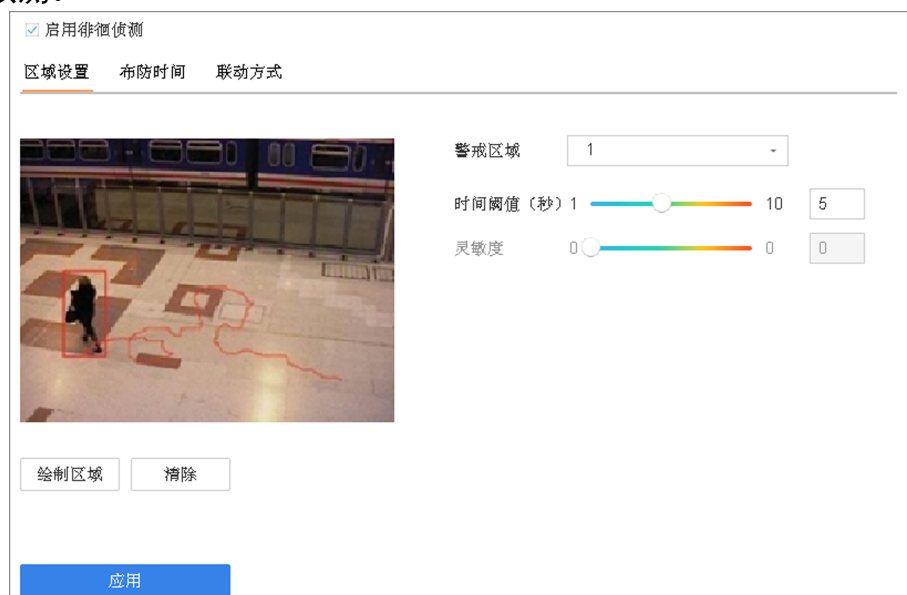 启用徘徊侦测
区域设置 布防时间 联动方式
警戒区域 1
时间阈值（秒）1 10 5
灵敏度 0 0 0
绘制区域 清除
应用